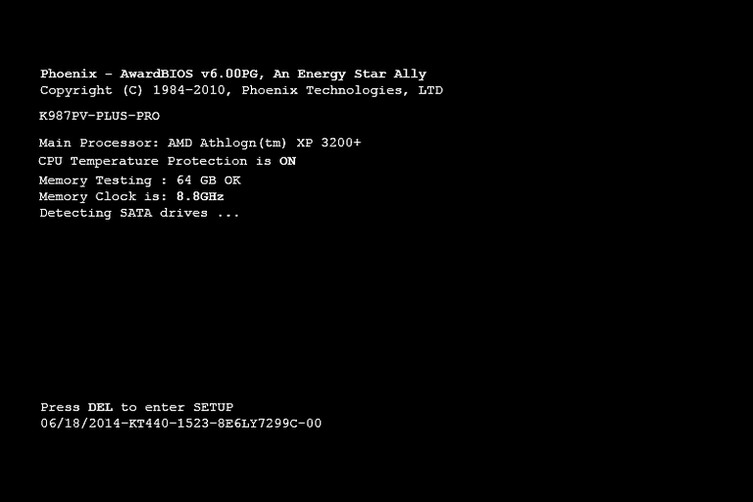 Phoenix - AwardBIOS v6.00PG, An Energy Star Ally
Copyright (C) 1984-2010, Phoenix Technologies, LTD
K987PV-PLUS-PRO
Main Processor: AMD Athlogn(tm) XP 3200+
CPU Temperature Protection is ON
Memory Testing : 64 GB OK
Memory Clock is: 8.8GHz
Detecting SATA drives ...
Press DEL to enter SETUP
06/18/2014-KT440-1523-8E6LY7299C-00